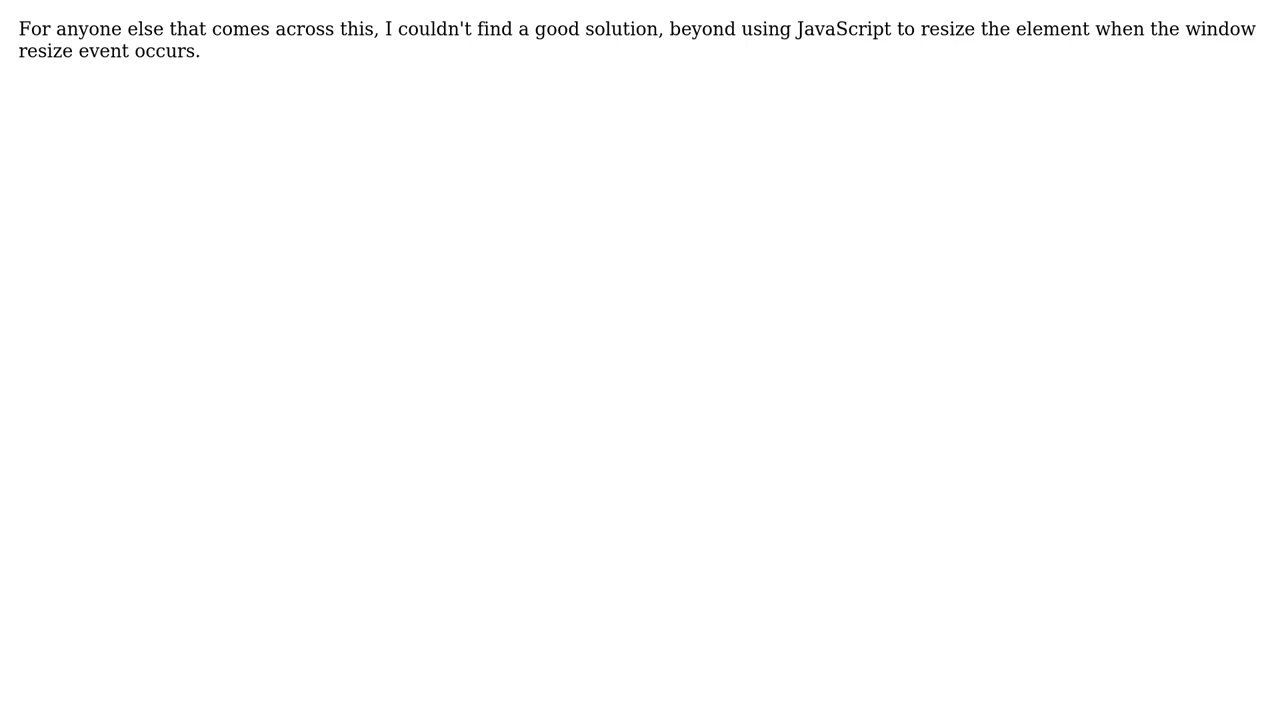 For anyone else that comes across this, I couldn't find a good solution, beyond using JavaScript to resize the element when the window
resize event occurs.